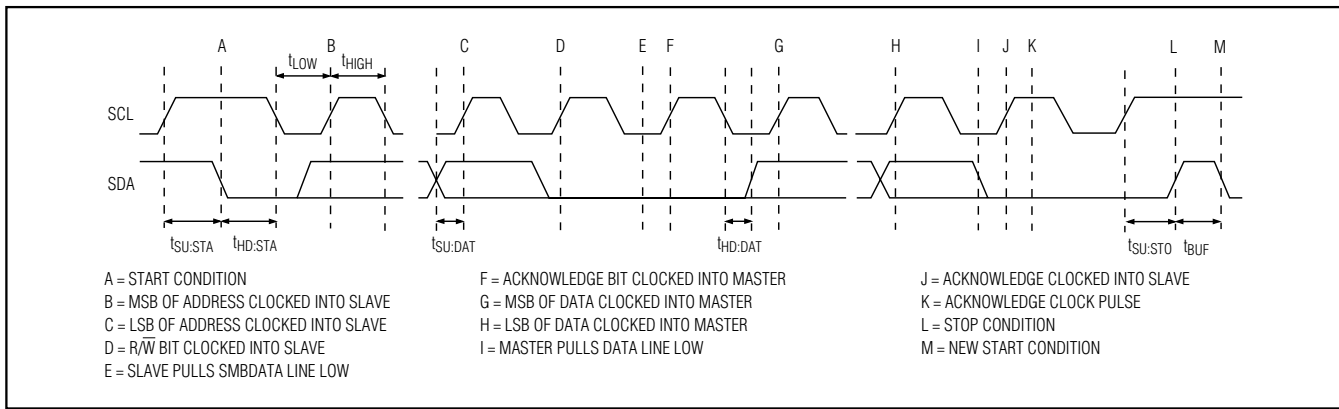 A B C D E F G H I J K L M
tLOW tHIGH
SCL
SDA
tSU:STA tHD:STA tSU:DAT tHD:DAT tSU:STO tBUF
A = START CONDITION
B = MSB OF ADDRESS CLOCKED INTO SLAVE
C = LSB OF ADDRESS CLOCKED INTO SLAVE
D = R/W̅ BIT CLOCKED INTO SLAVE
E = SLAVE PULLS SMBDATA LINE LOW
F = ACKNOWLEDGE BIT CLOCKED INTO MASTER
G = MSB OF DATA CLOCKED INTO MASTER
H = LSB OF DATA CLOCKED INTO MASTER
I = MASTER PULLS DATA LINE LOW
J = ACKNOWLEDGE CLOCKED INTO SLAVE
K = ACKNOWLEDGE CLOCK PULSE
L = STOP CONDITION
M = NEW START CONDITION